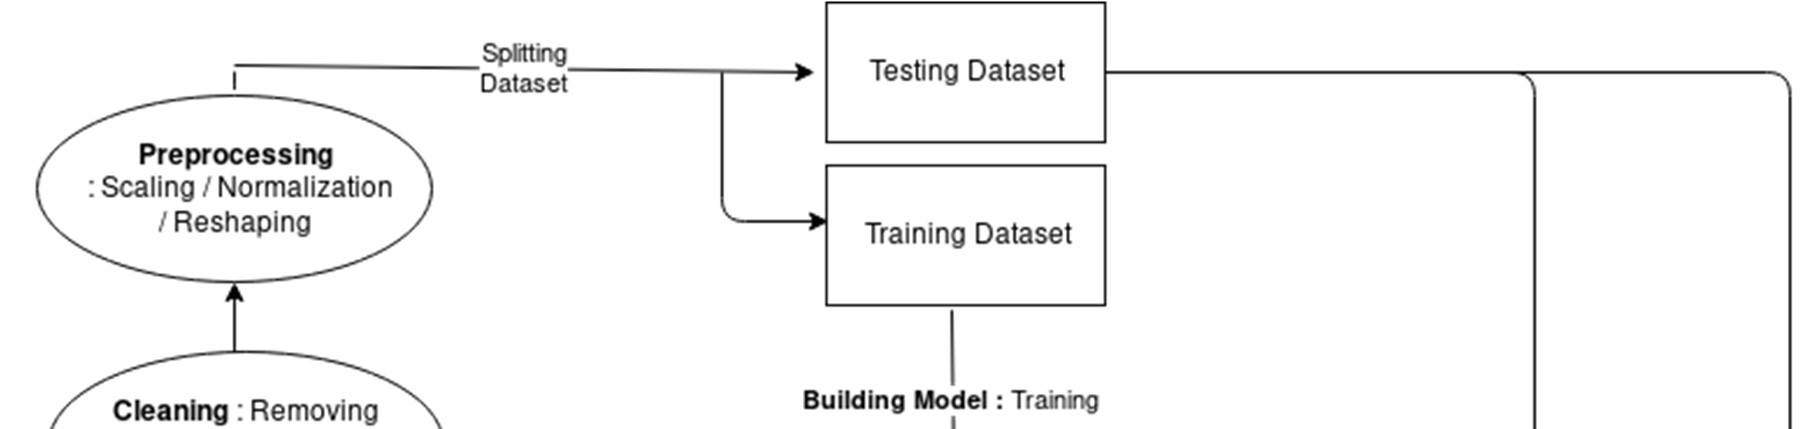 Splitting
Dataset
Testing Dataset
Preprocessing
: Scaling / Normalization
/ Reshaping
Training Dataset
Building Model : Training
Cleaning : Removing